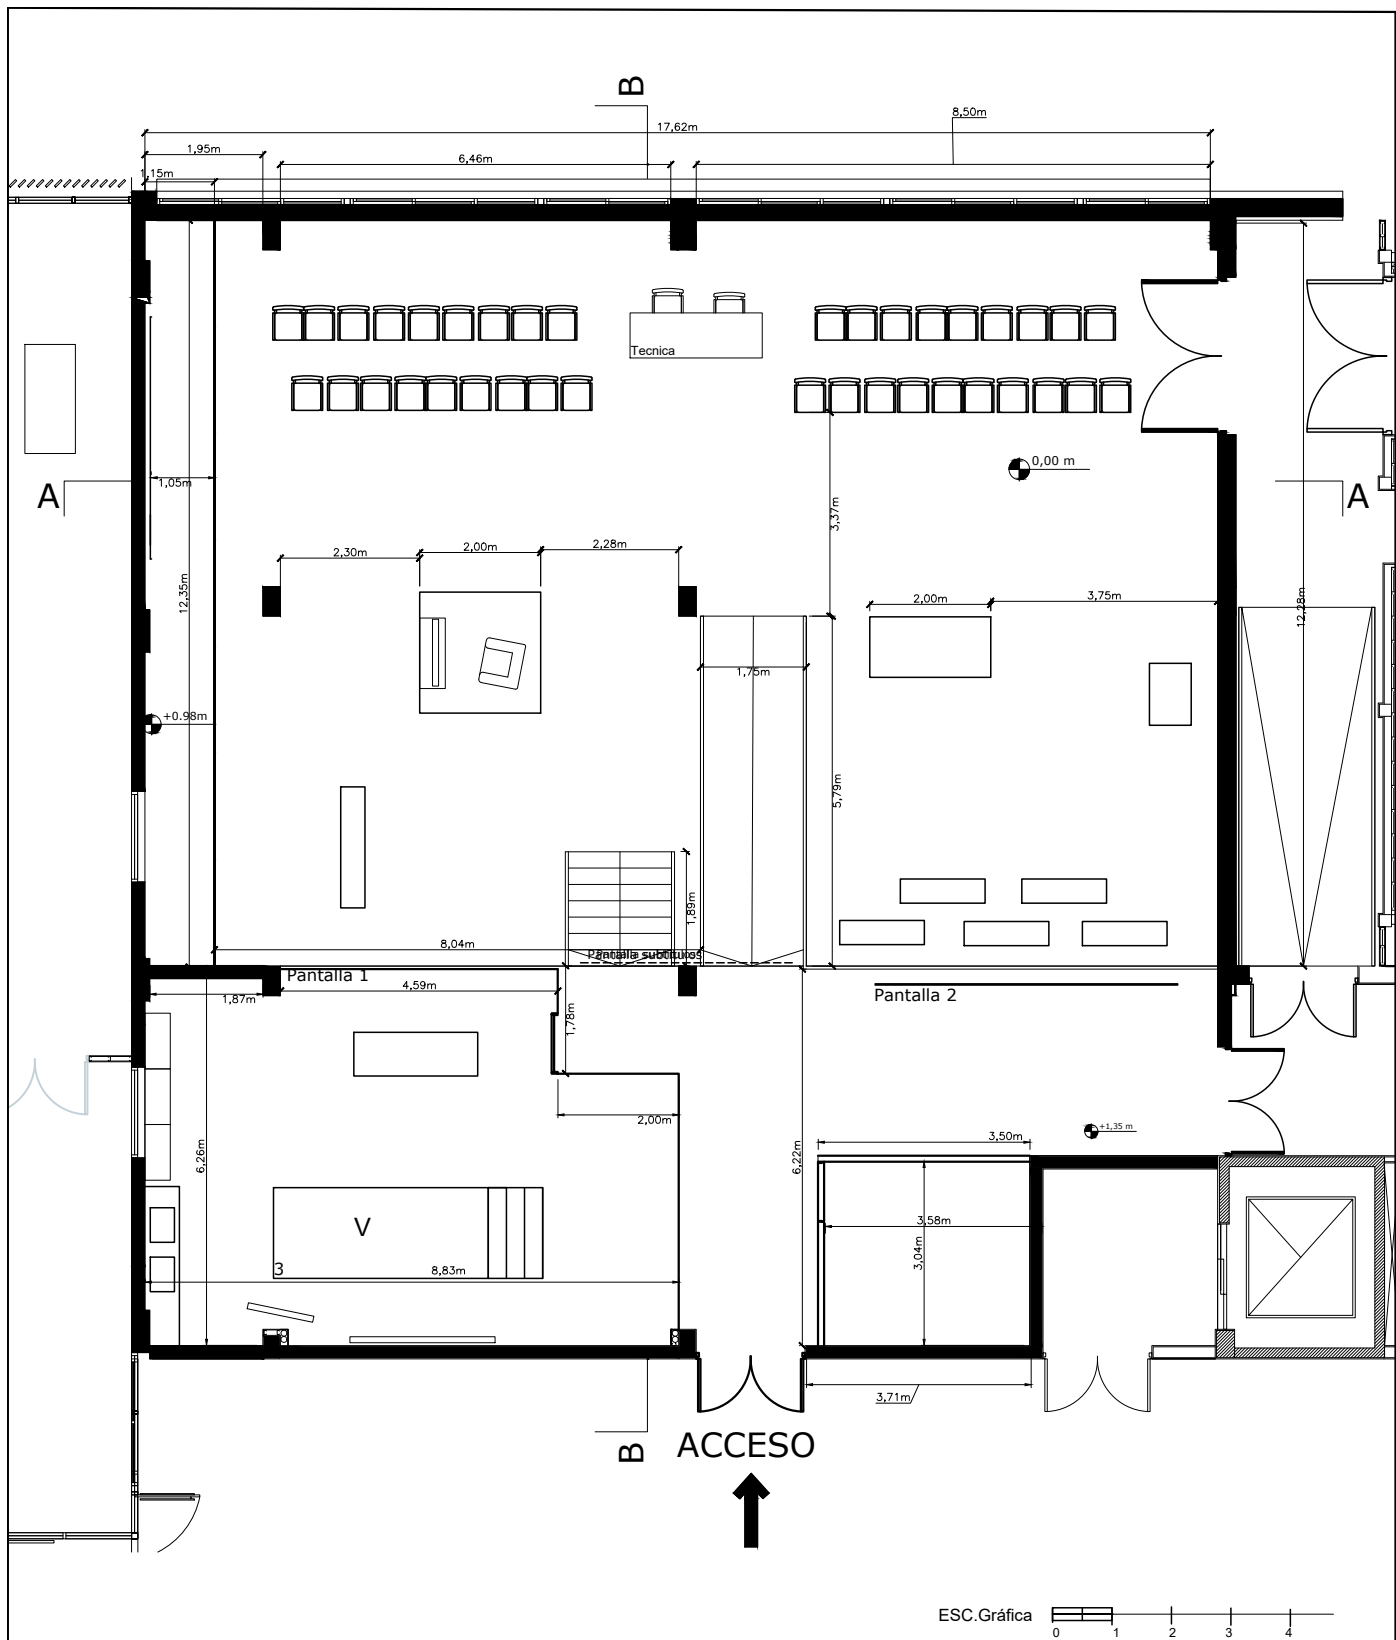 B
8,50m
17,62m
1,95m
6,46m
1,15m
Tecnica
0,00 m
A
A
1,05m
3,37m
2,30m
2,00m
2,28m
12,35m
2,00m
3,75m
12,28m
1,75m
+0.98m
5,79m
1,89m
8,04m
Pantalla subtitulos
Pantalla 1
4,59m
1,87m
Pantalla 2
1,78m
2,00m
+1,35 m
3,50m
6,26m
6,22m
V
3,58m
3,04m
3
8,83m
3,71m
B
ACCESO
ESC.Gráfica
0 1 2 3 4